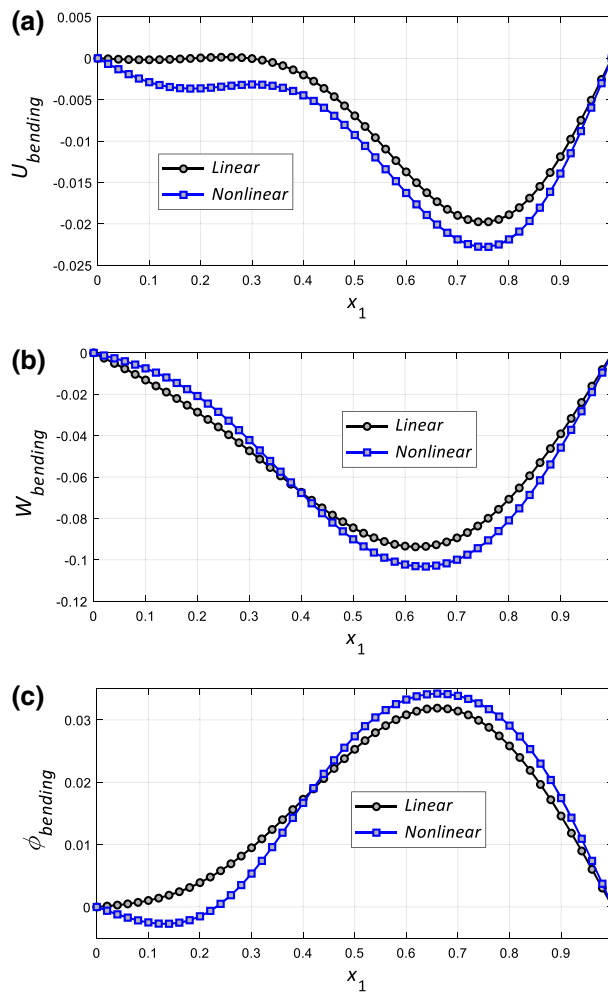 (a)
0.005
0
-0.005
-0.01
-0.015
-0.02
-0.025
U_bending
Linear
Nonlinear
0 0.1 0.2 0.3 0.4 0.5 0.6 0.7 0.8 0.9
x_1
(b)
0
-0.02
-0.04
-0.06
-0.08
-0.1
-0.12
W_bending
Linear
Nonlinear
0 0.1 0.2 0.3 0.4 0.5 0.6 0.7 0.8 0.9
x_1
(c)
0.03
0.02
0.01
0
ϕ_bending
Linear
Nonlinear
0 0.1 0.2 0.3 0.4 0.5 0.6 0.7 0.8 0.9
x_1